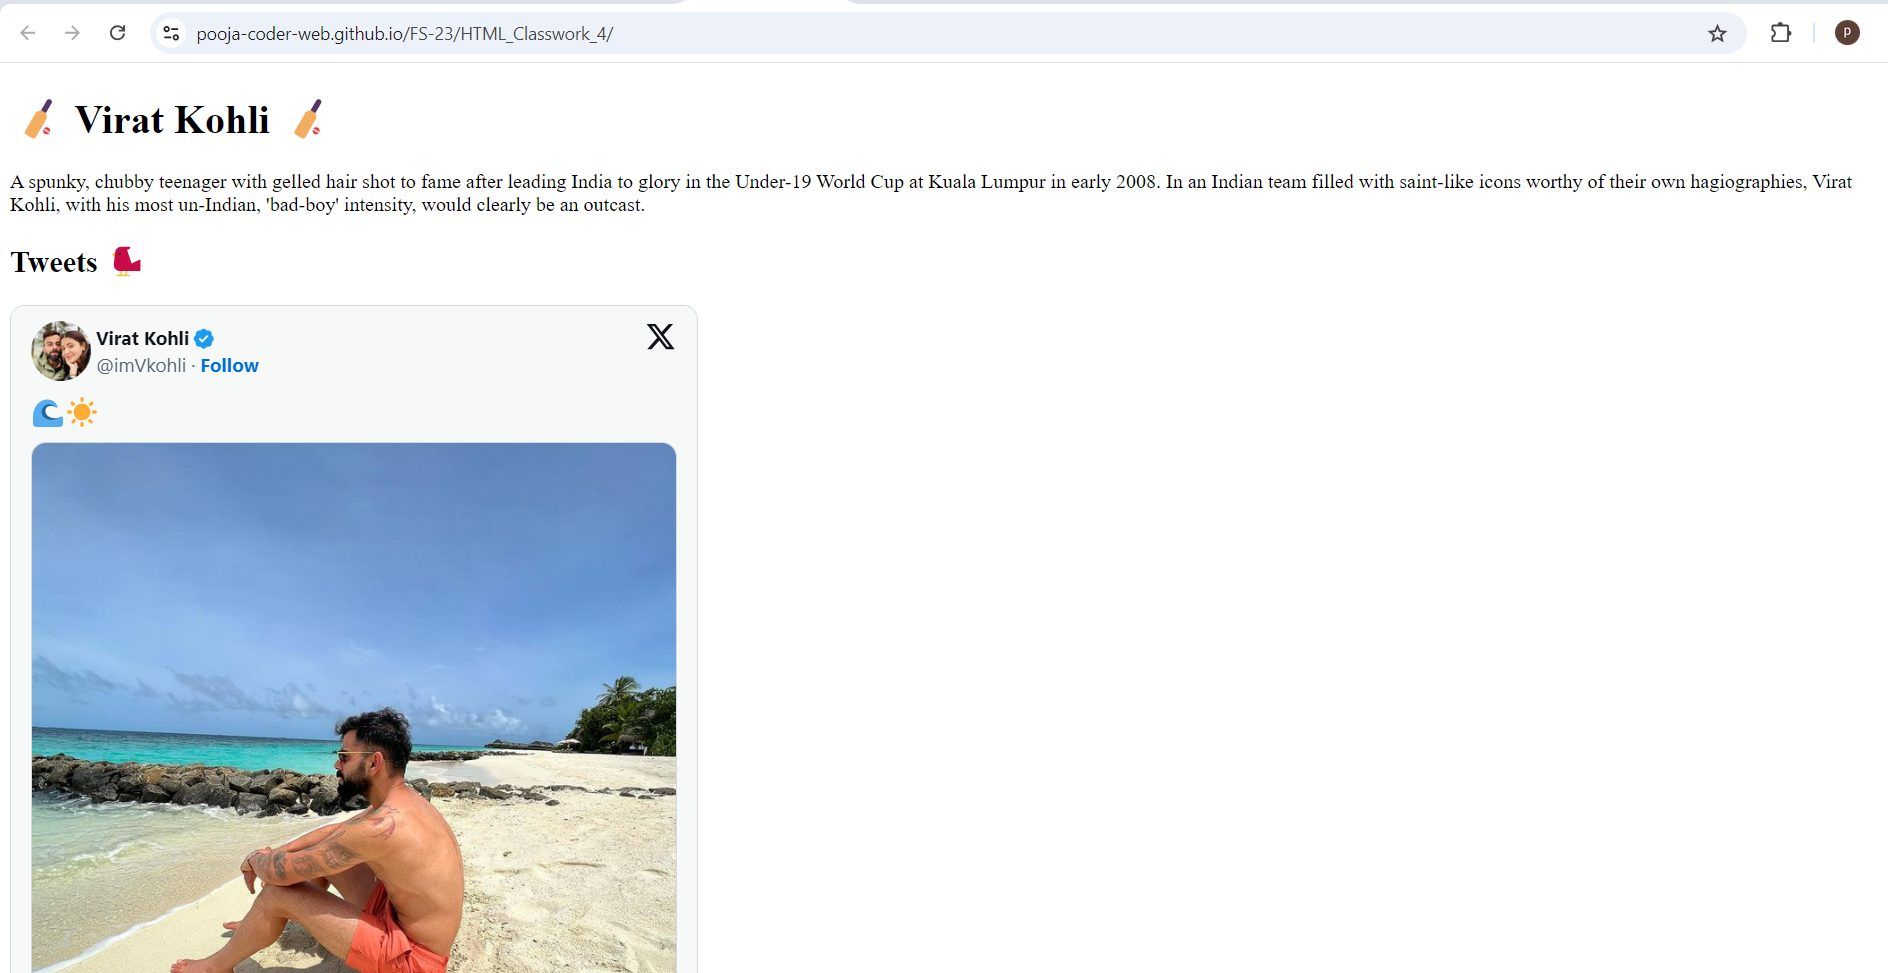 pooja-coder-web.github.io/FS-23/HTML_Classwork_4/
P
Virat Kohli
A spunky, chubby teenager with gelled hair shot to fame after leading India to glory in the Under-19 World Cup at Kuala Lumpur in early 2008. In an Indian team filled with saint-like icons worthy of their own hagiographies, Virat
Kohli, with his most un-Indian, 'bad-boy' intensity, would clearly be an outcast.
Tweets
Virat Kohli
@imVkohli · Follow